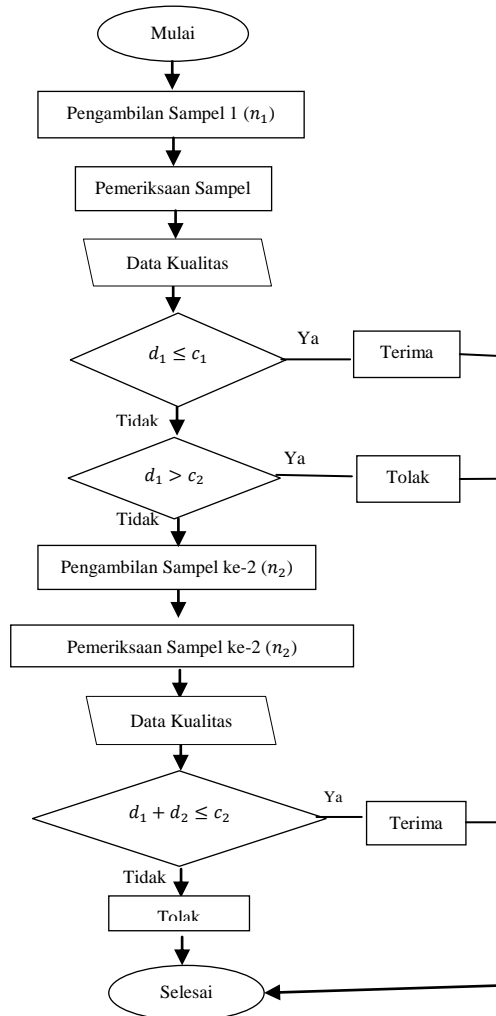 Mulai
Pengambilan Sampel 1 (𝑛₁)
Pemeriksaan Sampel
Data Kualitas
𝑑₁ ≤ 𝑐₁
Ya
Terima
Tidak
𝑑₁ > 𝑐₂
Ya
Tolak
Tidak
Pengambilan Sampel ke-2 (𝑛₂)
Pemeriksaan Sampel ke-2 (𝑛₂)
Data Kualitas
𝑑₁ + 𝑑₂ ≤ 𝑐₂
Ya
Terima
Tidak
Tolak
Selesai